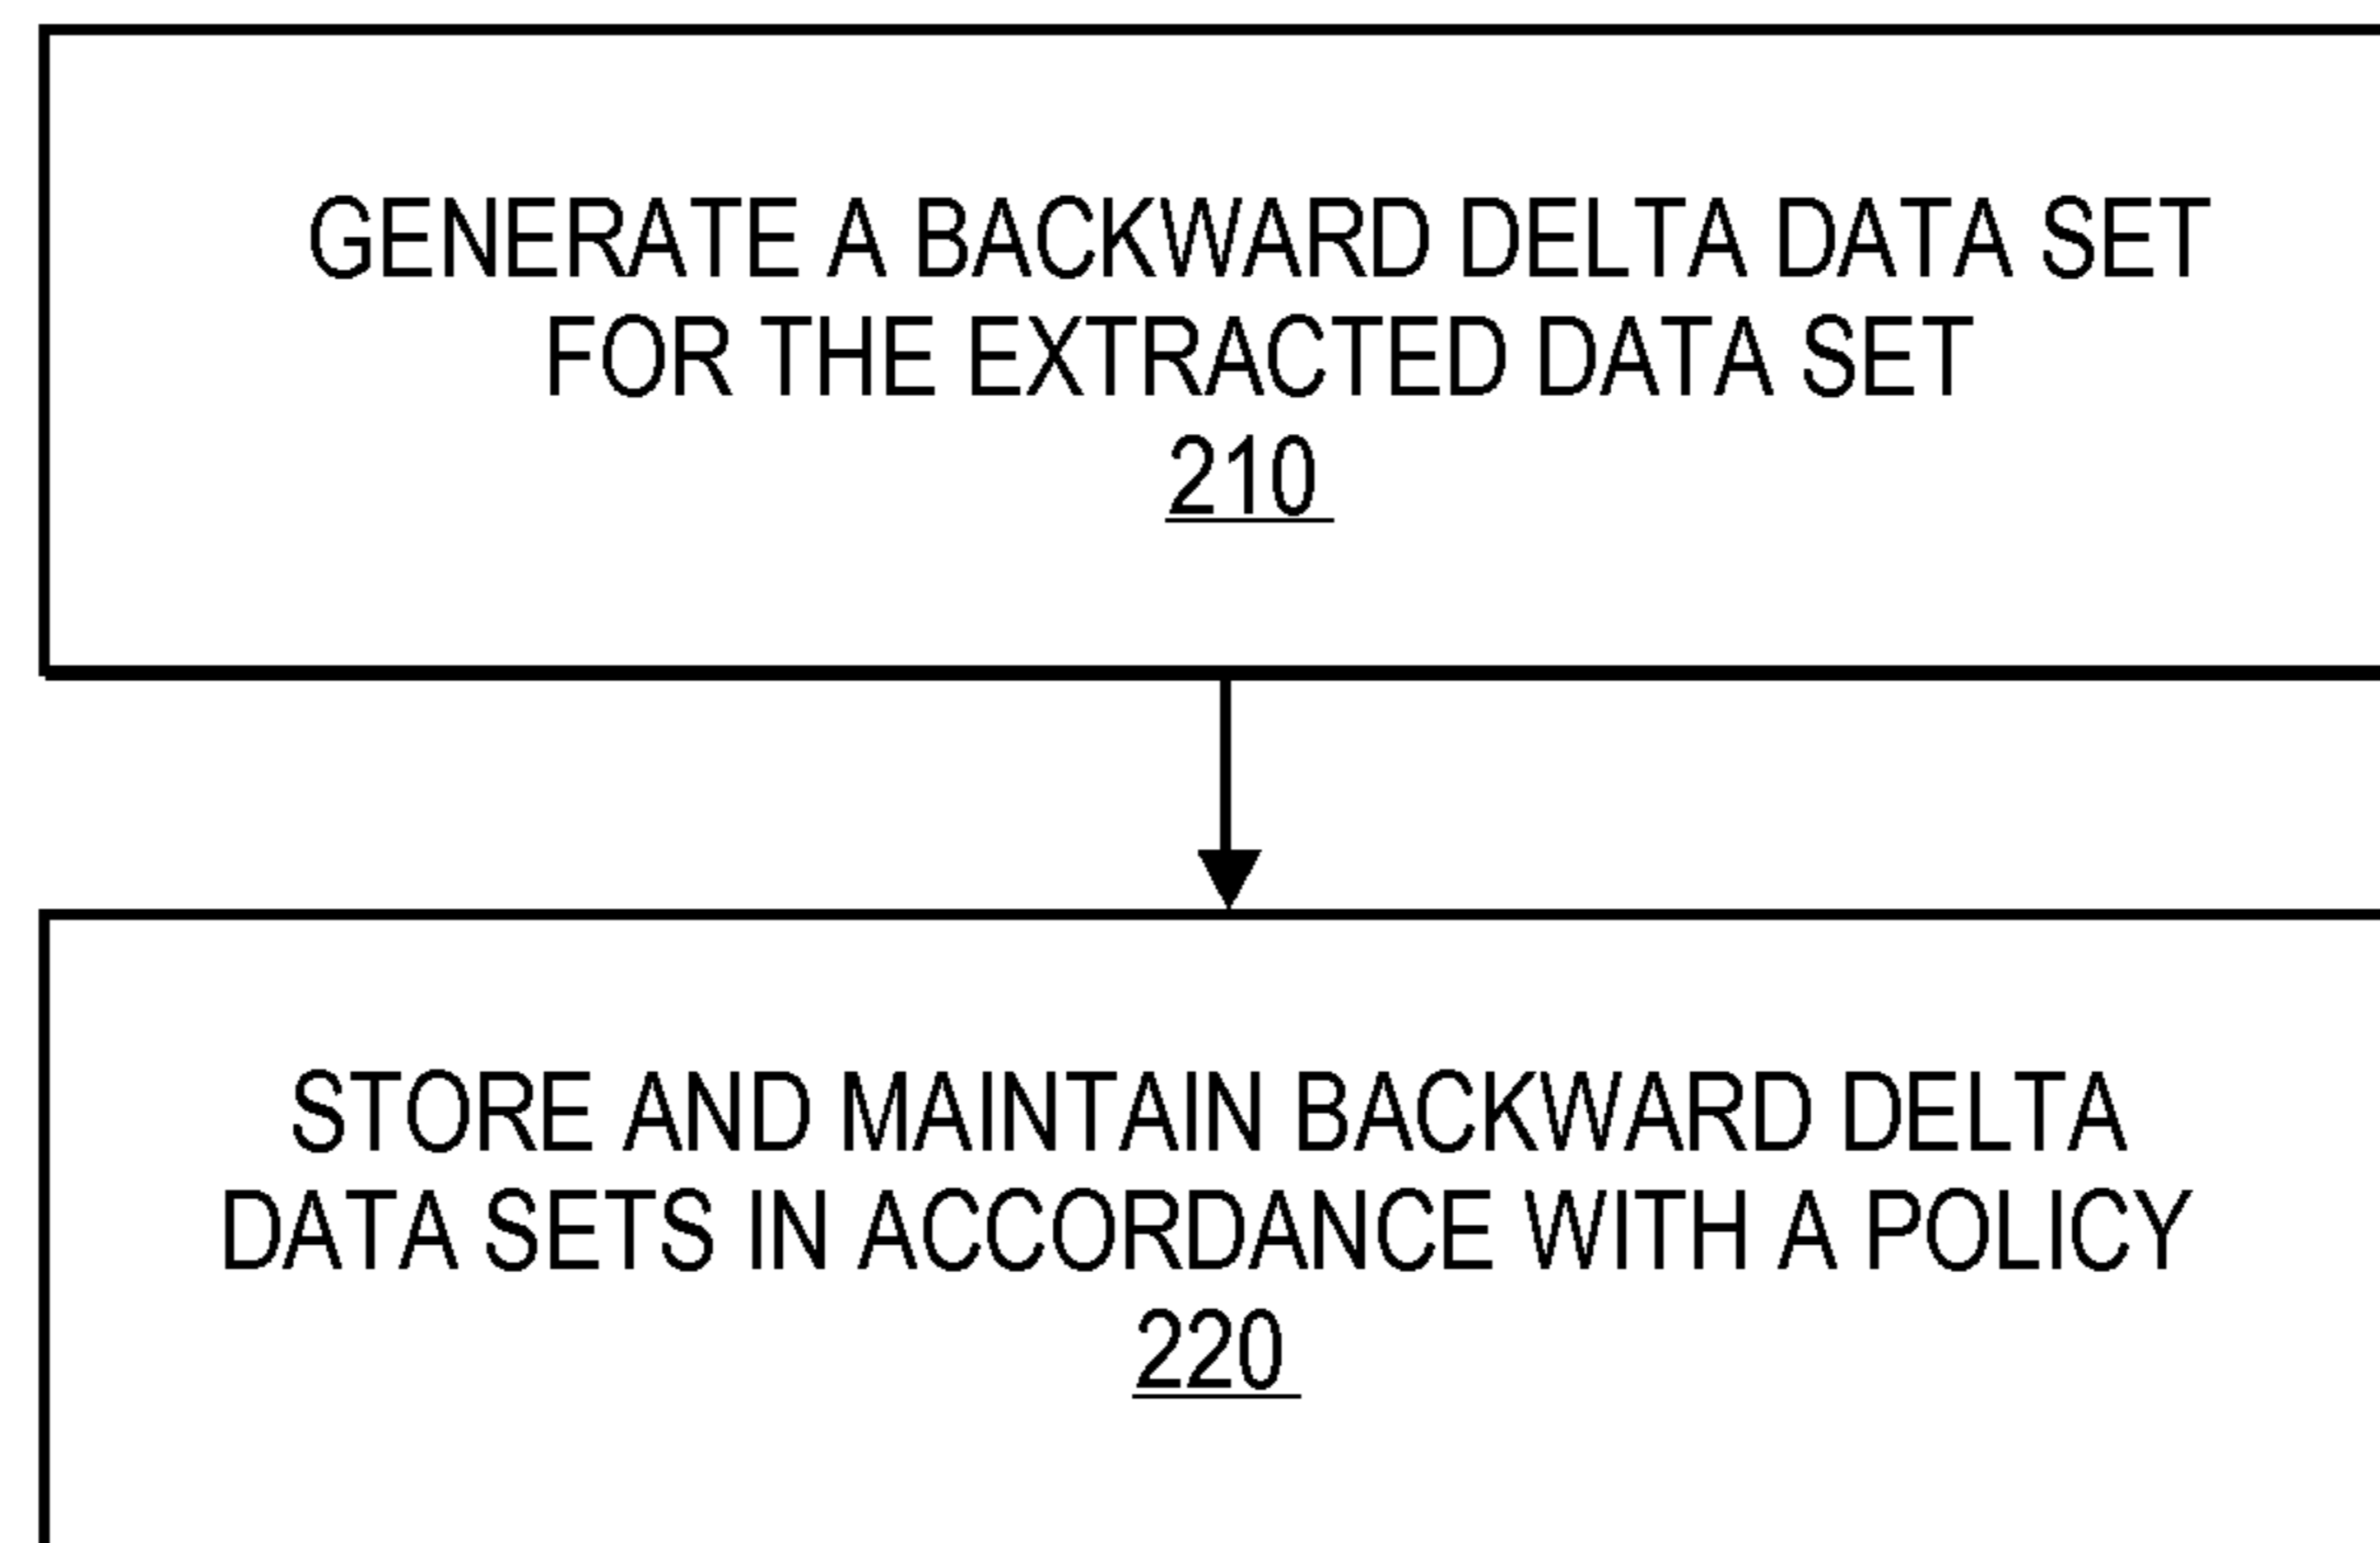 GENERATE A BACKWARD DELTA DATA SET
FOR THE EXTRACTED DATA SET
210
STORE AND MAINTAIN BACKWARD DELTA
DATA SETS IN ACCORDANCE WITH A POLICY
220